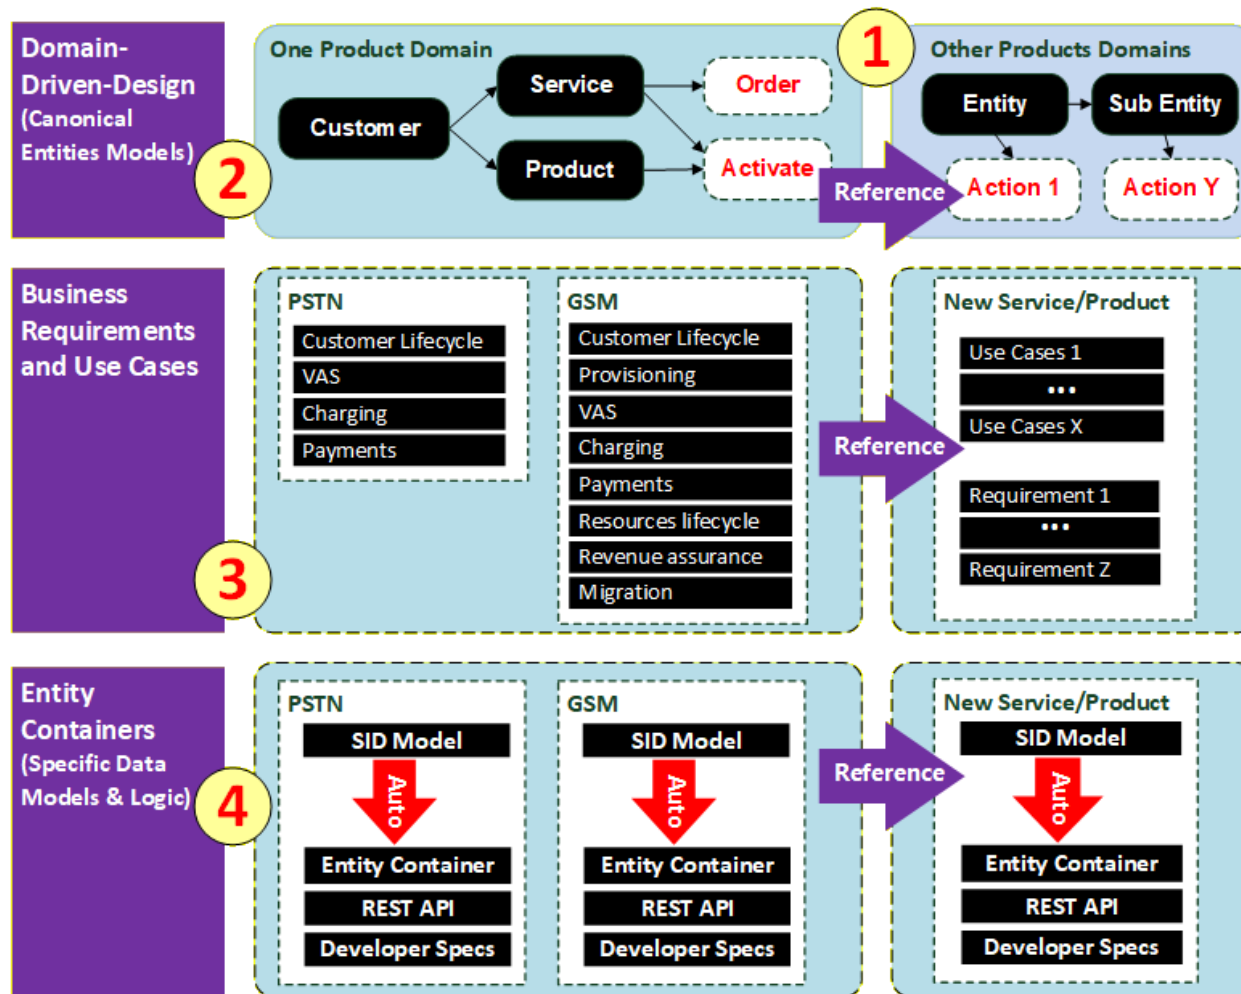 Domain-
Driven-Design
(Canonical
Entities Models)
2
One Product Domain
Customer
Service
Product
Order
Activate
1
Other Products Domains
Entity
Sub Entity
Action 1
Action Y
Reference
Business
Requirements
and Use Cases
3
PSTN
Customer Lifecycle
VAS
Charging
Payments
GSM
Customer Lifecycle
Provisioning
VAS
Charging
Payments
Resources lifecycle
Revenue assurance
Migration
Reference
New Service/Product
Use Cases 1
...
Use Cases X
Requirement 1
...
Requirement Z
Entity
Containers
(Specific Data
Models & Logic)
4
PSTN
SID Model
Auto
Entity Container
REST API
Developer Specs
GSM
SID Model
Auto
Entity Container
REST API
Developer Specs
Reference
New Service/Product
SID Model
Auto
Entity Container
REST API
Developer Specs